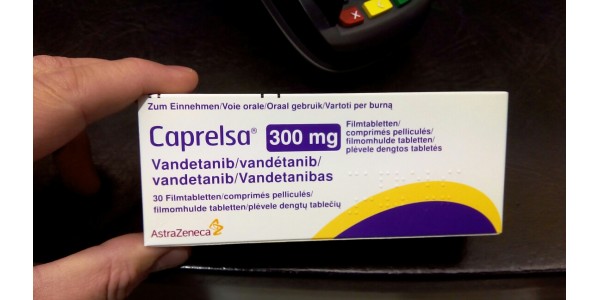 Zum Einnehmen/Voie orale/Oraal gebruik/Vartoti per burną
Caprelsa® 300 mg
Filmtabletten/
comprimés pelliculés/
filmomhulde tabletten/
plėvele dengtos tabletės
Vandetanib/vandétanib/
vandetanib/Vandetanibas
30 Filmtabletten/comprimés pelliculés/
filmomhulde tabletten/plėvele dengtų tablečių
AstraZeneca